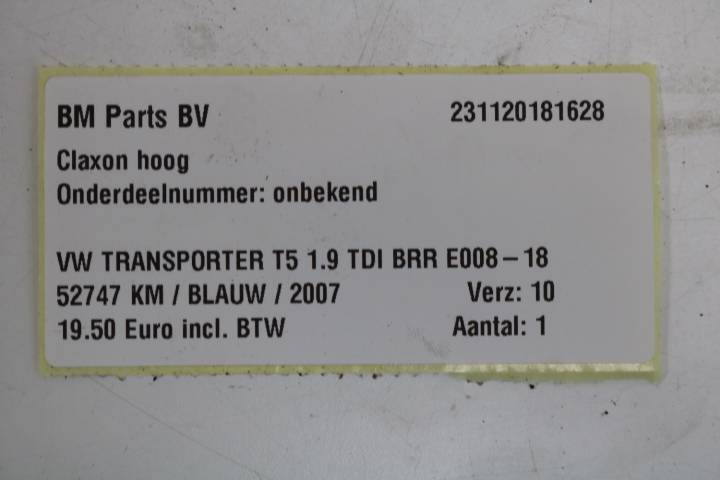 BM Parts BV 231120181628
Claxon hoog
Onderdeelnummer: onbekend
VW TRANSPORTER T5 1.9 TDI BRR E008-18
52747 KM / BLAUW / 2007 Verz: 10
19.50 Euro incl. BTW Aantal: 1